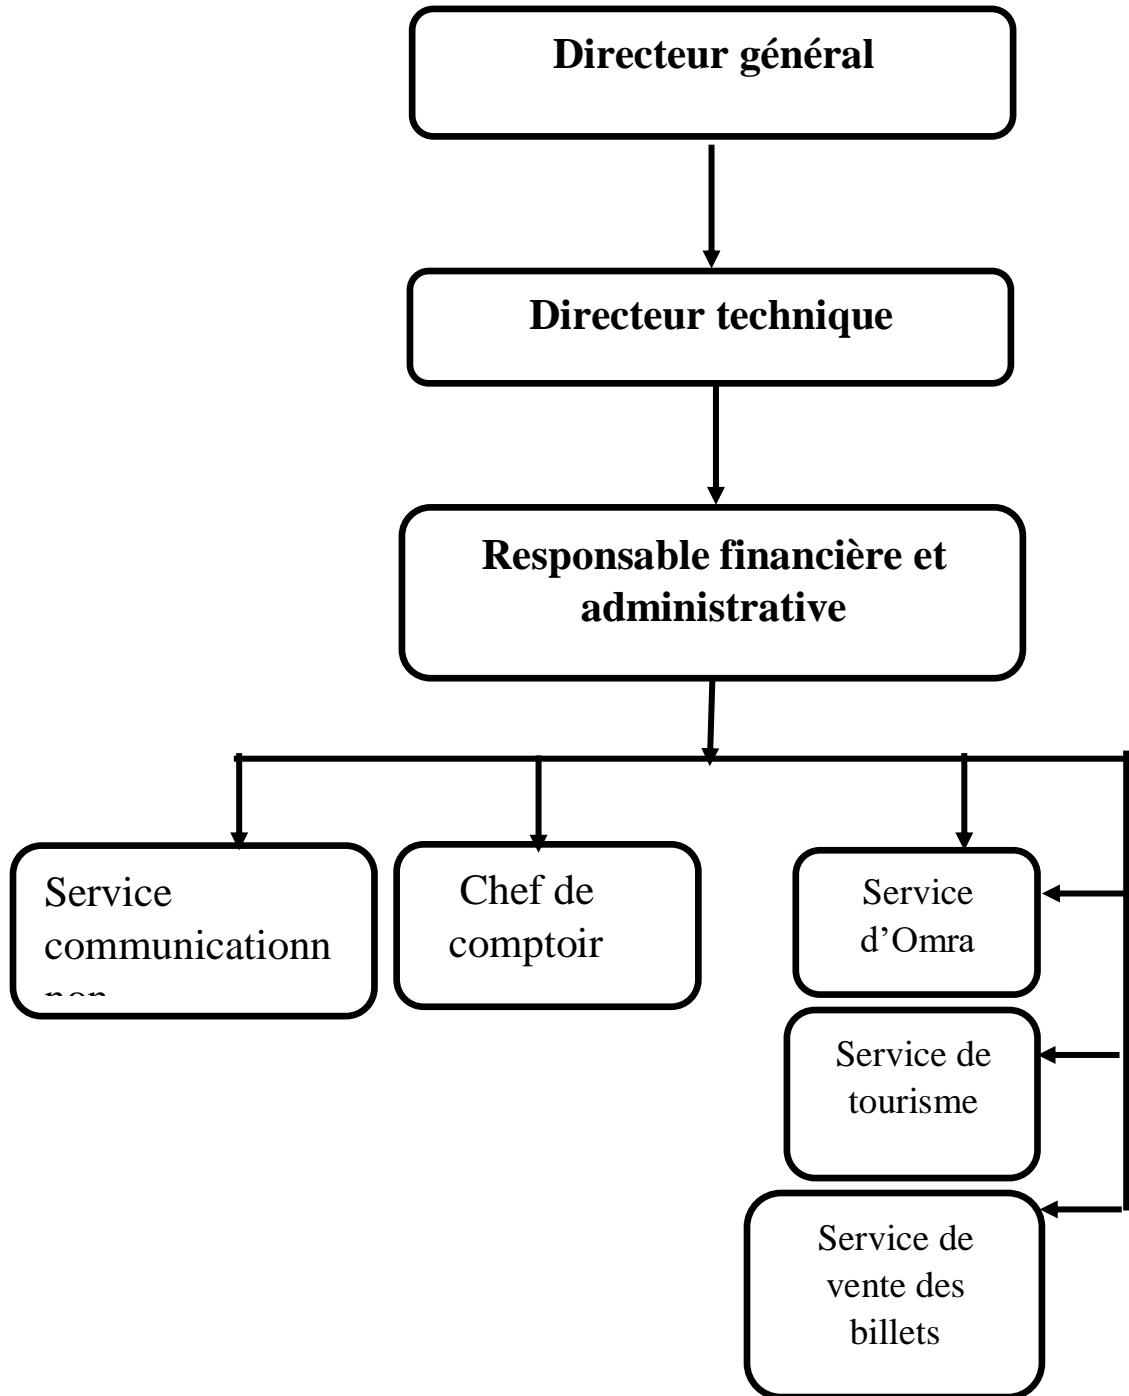 Directeur général
Directeur technique
Responsable financière et
administrative
Service
communicationn
Chef de
comptoir
Service
d’Omra
Service de
tourisme
Service de
vente des
billets